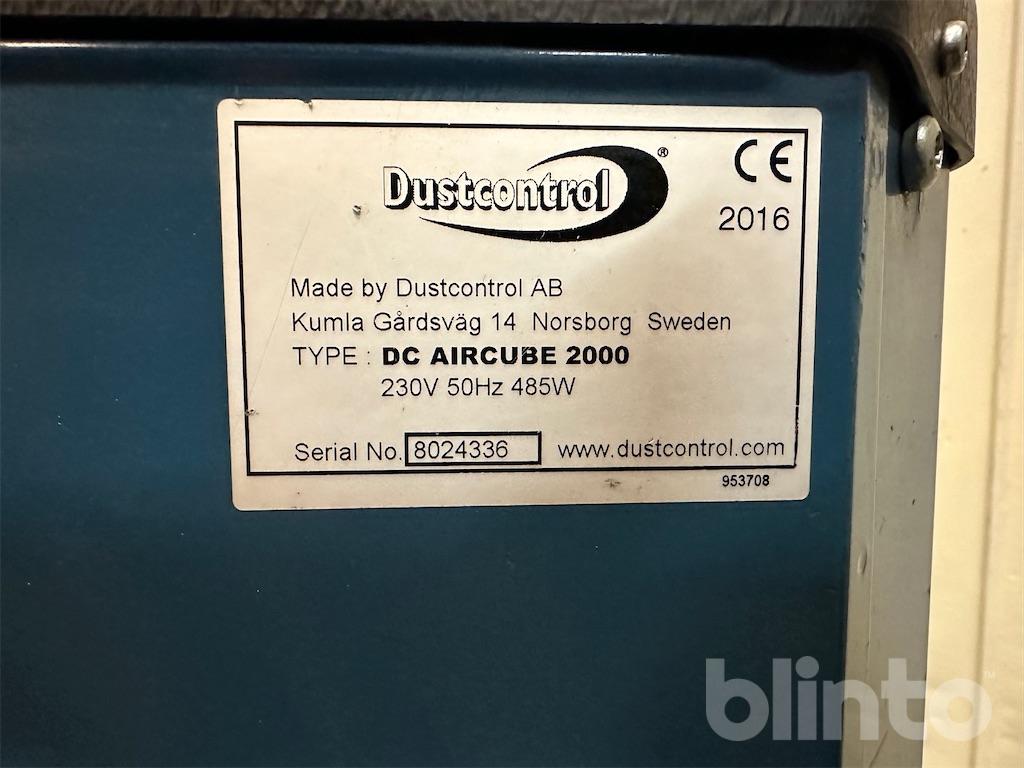 Dustcontrol ®
CE
2016
Made by Dustcontrol AB
Kumla Gårdsväg 14 Norsborg Sweden
TYPE : DC AIRCUBE 2000
230V 50Hz 485W
Serial No. 8024336 www.dustcontrol.com
953708
blinto™